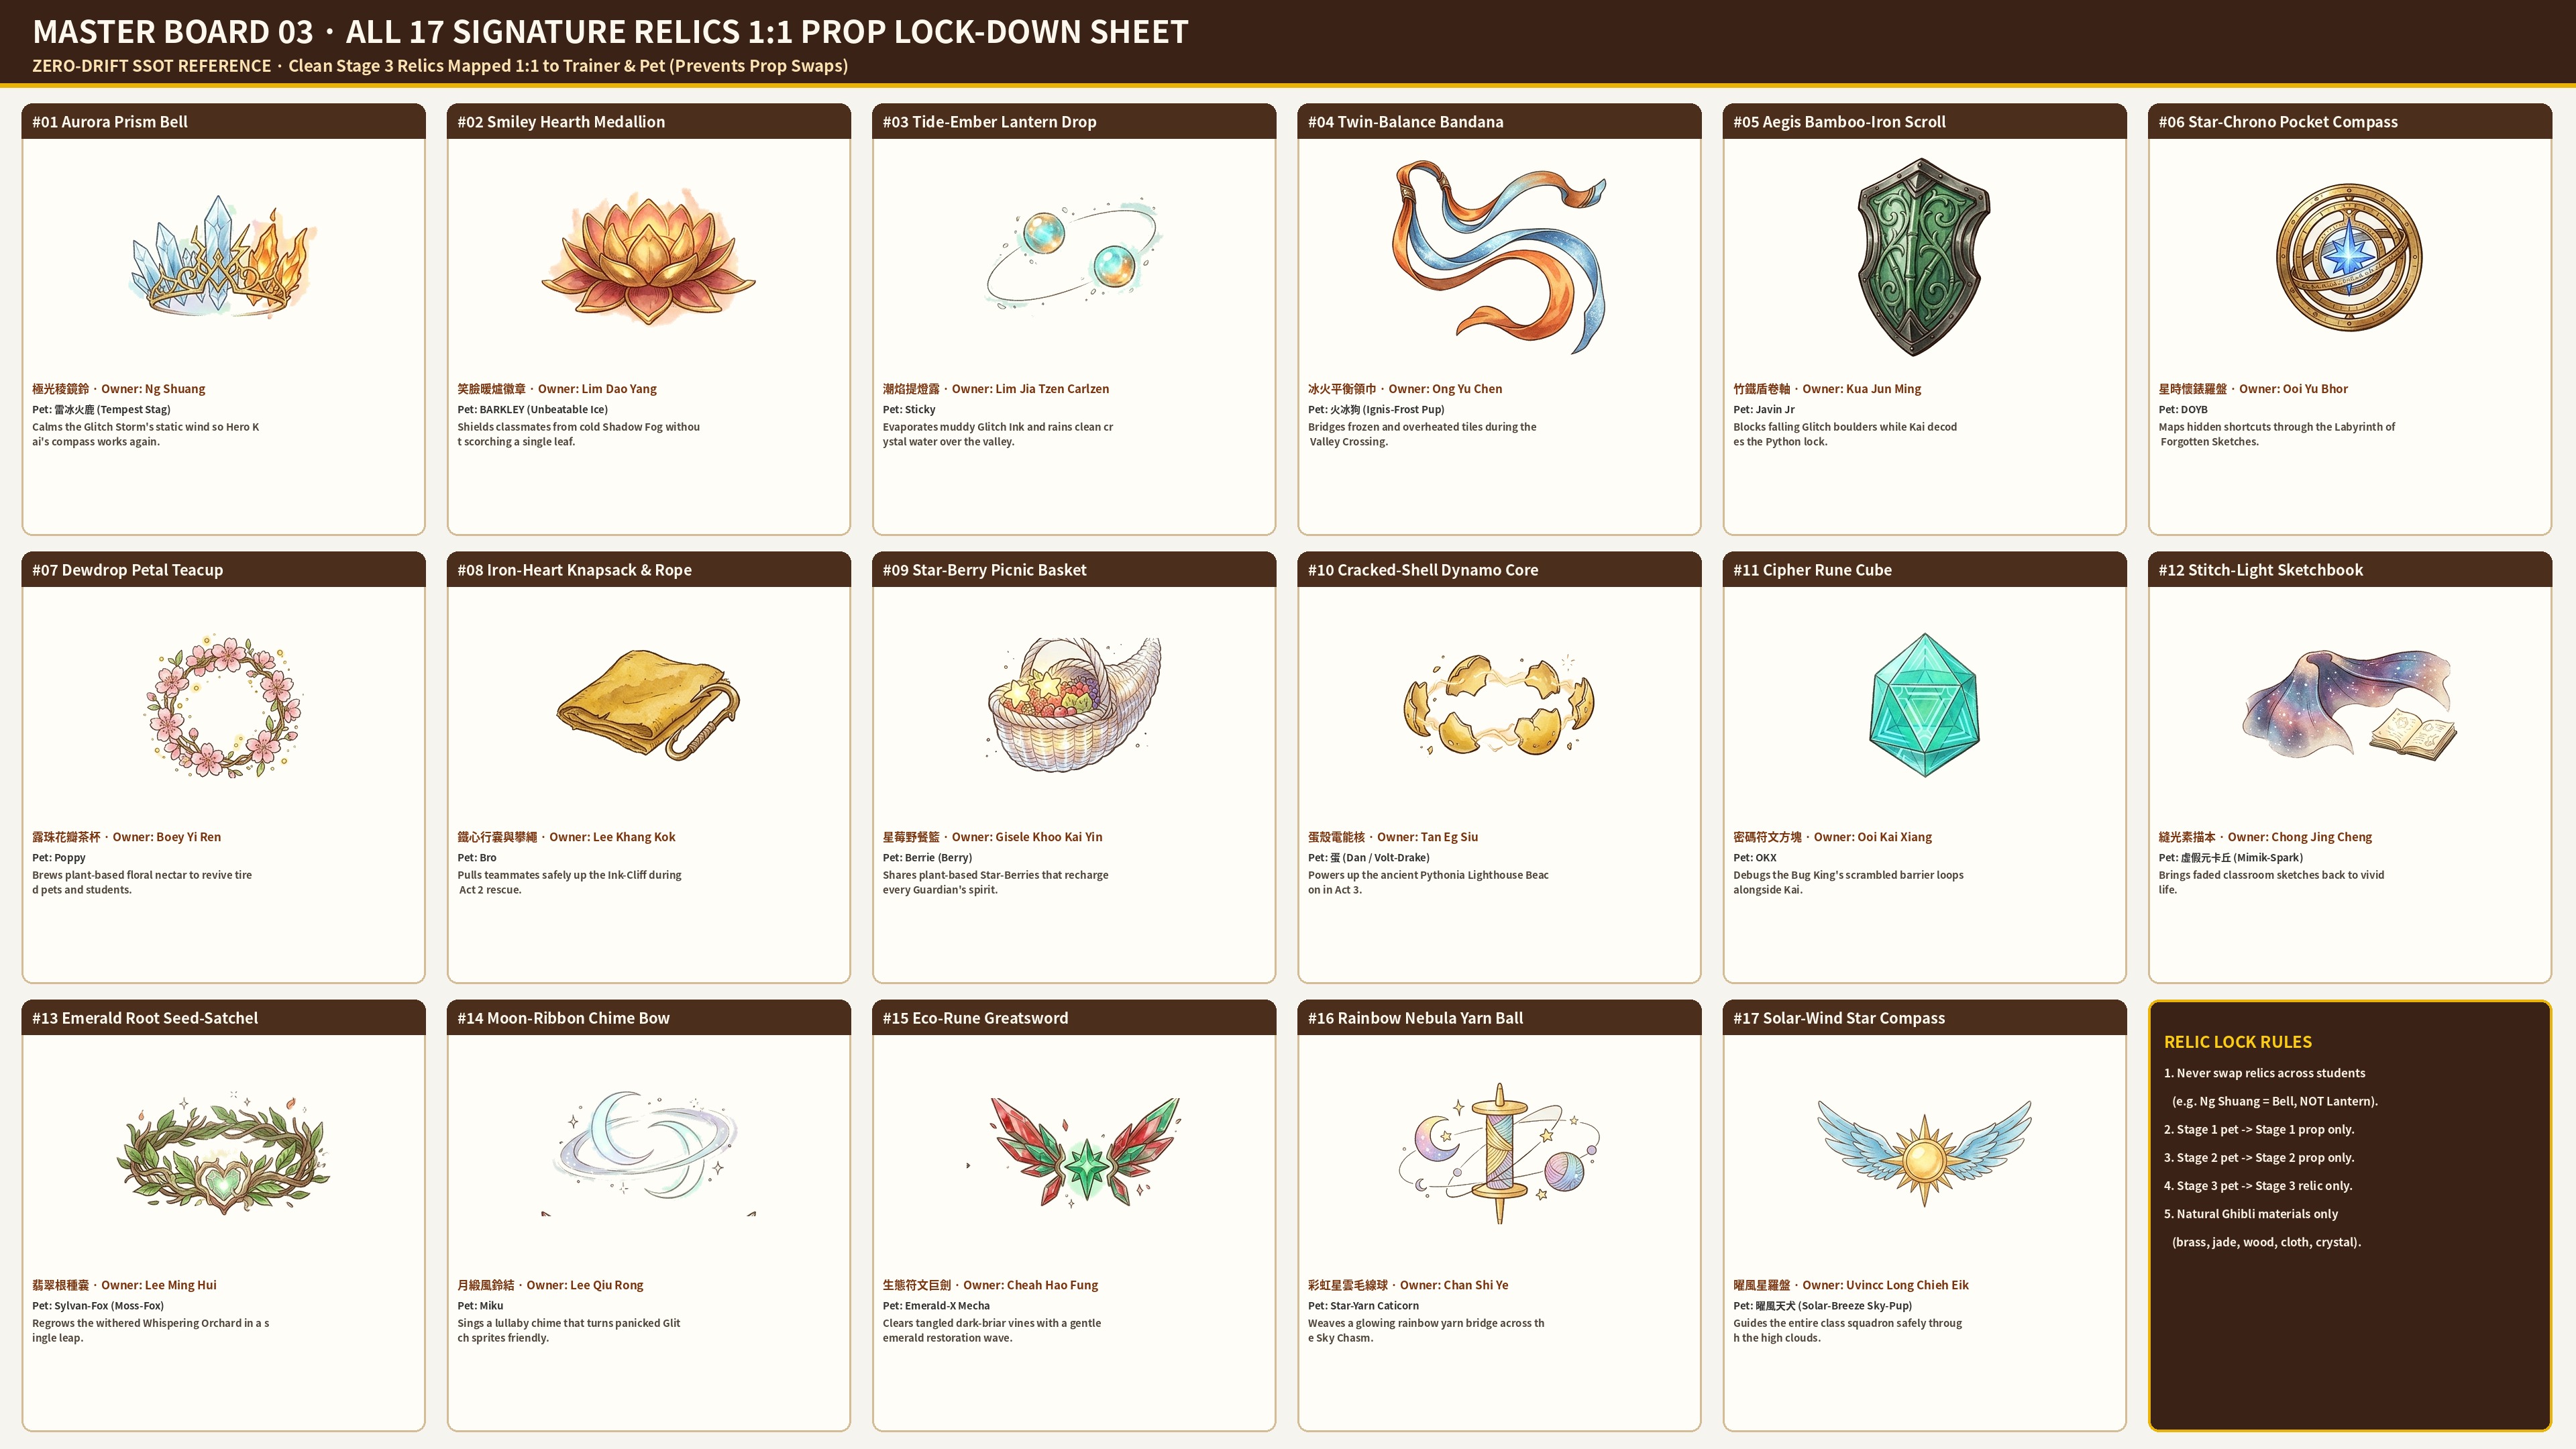 MASTER BOARD 03 · ALL 17 SIGNATURE RELICS 1:1 PROP LOCK-DOWN SHEET
ZERO-DRIFT SSOT REFERENCE · Clean Stage 3 Relics Mapped 1:1 to Trainer & Pet (Prevents Prop Swaps)
#01 Aurora Prism Bell
極光稜鏡鈴 · Owner: Ng Shuang
Pet: 雷冰火鹿 (Tempest Stag)
Calms the Glitch Storm's static wind so Hero K
ai's compass works again.
#02 Smiley Hearth Medallion
笑臉暖爐徽章 · Owner: Lim Dao Yang
Pet: BARKLEY (Unbeatable Ice)
Shields classmates from cold Shadow Fog withou
t scorching a single leaf.
#03 Tide-Ember Lantern Drop
潮焰提燈露 · Owner: Lim Jia Tzen Carlzen
Pet: Sticky
Evaporates muddy Glitch Ink and rains clean cr
ystal water over the valley.
#04 Twin-Balance Bandana
冰火平衡領巾 · Owner: Ong Yu Chen
Pet: 火冰狗 (Ignis-Frost Pup)
Bridges frozen and overheated tiles during the
Valley Crossing.
#05 Aegis Bamboo-Iron Scroll
竹鐵盾卷軸 · Owner: Kua Jun Ming
Pet: Javin Jr
Blocks falling Glitch boulders while Kai decod
es the Python lock.
#06 Star-Chrono Pocket Compass
星時懷錶羅盤 · Owner: Ooi Yu Bhor
Pet: DOYB
Maps hidden shortcuts through the Labyrinth of
Forgotten Sketches.
#07 Dewdrop Petal Teacup
露珠花瓣茶杯 · Owner: Boey Yi Ren
Pet: Poppy
Brews plant-based floral nectar to revive tire
d pets and students.
#08 Iron-Heart Knapsack & Rope
鐵心行囊與攀繩 · Owner: Lee Khang Kok
Pet: Bro
Pulls teammates safely up the Ink-Cliff during
Act 2 rescue.
#09 Star-Berry Picnic Basket
星莓野餐籃 · Owner: Gisele Khoo Kai Yin
Pet: Berrie (Berry)
Shares plant-based Star-Berries that recharge
every Guardian's spirit.
#10 Cracked-Shell Dynamo Core
蛋殼電能核 · Owner: Tan Eg Siu
Pet: 蛋 (Dan / Volt-Drake)
Powers up the ancient Pythonia Lighthouse Beac
on in Act 3.
#11 Cipher Rune Cube
密碼符文方塊 · Owner: Ooi Kai Xiang
Pet: OKX
Debugs the Bug King's scrambled barrier loops
alongside Kai.
#12 Stitch-Light Sketchbook
縫光素描本 · Owner: Chong Jing Cheng
Pet: 虛假元卡丘 (Mimik-Spark)
Brings faded classroom sketches back to vivid
life.
#13 Emerald Root Seed-Satchel
翡翠根種囊 · Owner: Lee Ming Hui
Pet: Sylvan-Fox (Moss-Fox)
Regrows the withered Whispering Orchard in a s
ingle leap.
#14 Moon-Ribbon Chime Bow
月緞風鈴結 · Owner: Lee Qiu Rong
Pet: Miku
Sings a lullaby chime that turns panicked Glit
ch sprites friendly.
#15 Eco-Rune Greatsword
生態符文巨劍 · Owner: Cheah Hao Fung
Pet: Emerald-X Mecha
Clears tangled dark-briar vines with a gentle
emerald restoration wave.
#16 Rainbow Nebula Yarn Ball
彩虹星雲毛線球 · Owner: Chan Shi Ye
Pet: Star-Yarn Caticorn
Weaves a glowing rainbow yarn bridge across th
e Sky Chasm.
#17 Solar-Wind Star Compass
曜風星羅盤 · Owner: Uvincc Long Chieh Eik
Pet: 曜風天犬 (Solar-Breeze Sky-Pup)
Guides the entire class squadron safely throug
h the high clouds.
RELIC LOCK RULES
1. Never swap relics across students
(e.g. Ng Shuang = Bell, NOT Lantern).
2. Stage 1 pet -> Stage 1 prop only.
3. Stage 2 pet -> Stage 2 prop only.
4. Stage 3 pet -> Stage 3 relic only.
5. Natural Ghibli materials only
(brass, jade, wood, cloth, crystal).